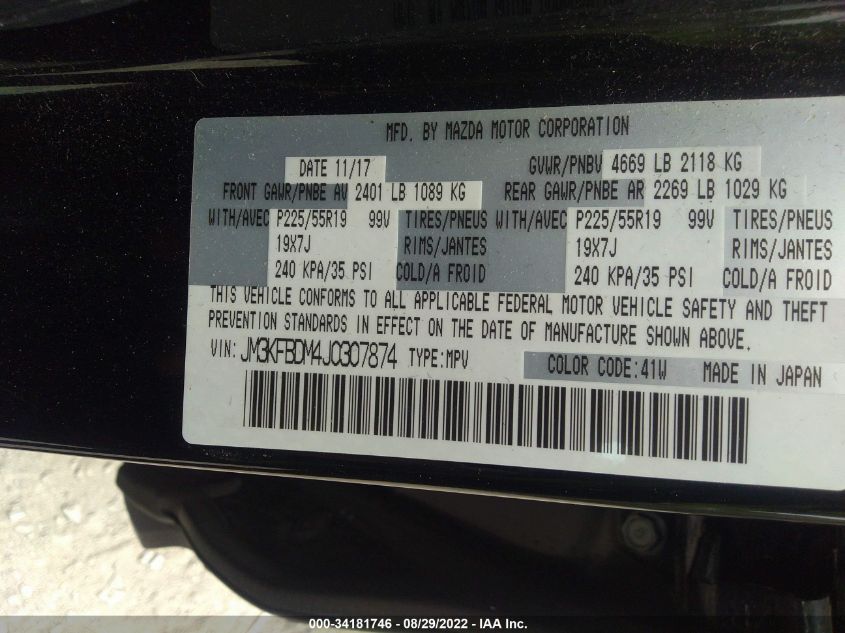 MFD. BY MAZDA MOTOR CORPORATION
DATE 11/17 GVWR/PNBV 4669 LB 2118 KG
FRONT GAWR/PNBE AV 2401 LB 1089 KG REAR GAWR/PNBE AR 2269 LB 1029 KG
WITH/AVEC P225/55R19 99V TIRES/PNEUS WITH/AVEC P225/55R19 99V TIRES/PNEUS
19X7J RIMS/JANTES 19X7J RIMS/JANTES
240 KPA/35 PSI COLD/A FROID 240 KPA/35 PSI COLD/A FROID
THIS VEHICLE CONFORMS TO ALL APPLICABLE FEDERAL MOTOR VEHICLE SAFETY AND THEFT
PREVENTION STANDARDS IN EFFECT ON THE DATE OF MANUFACTURE SHOWN ABOVE.
VIN: JM3KFBDM4J0307874 TYPE:MPV COLOR CODE:41W MADE IN JAPAN
000-34181746 - 08/29/2022 - IAA Inc.